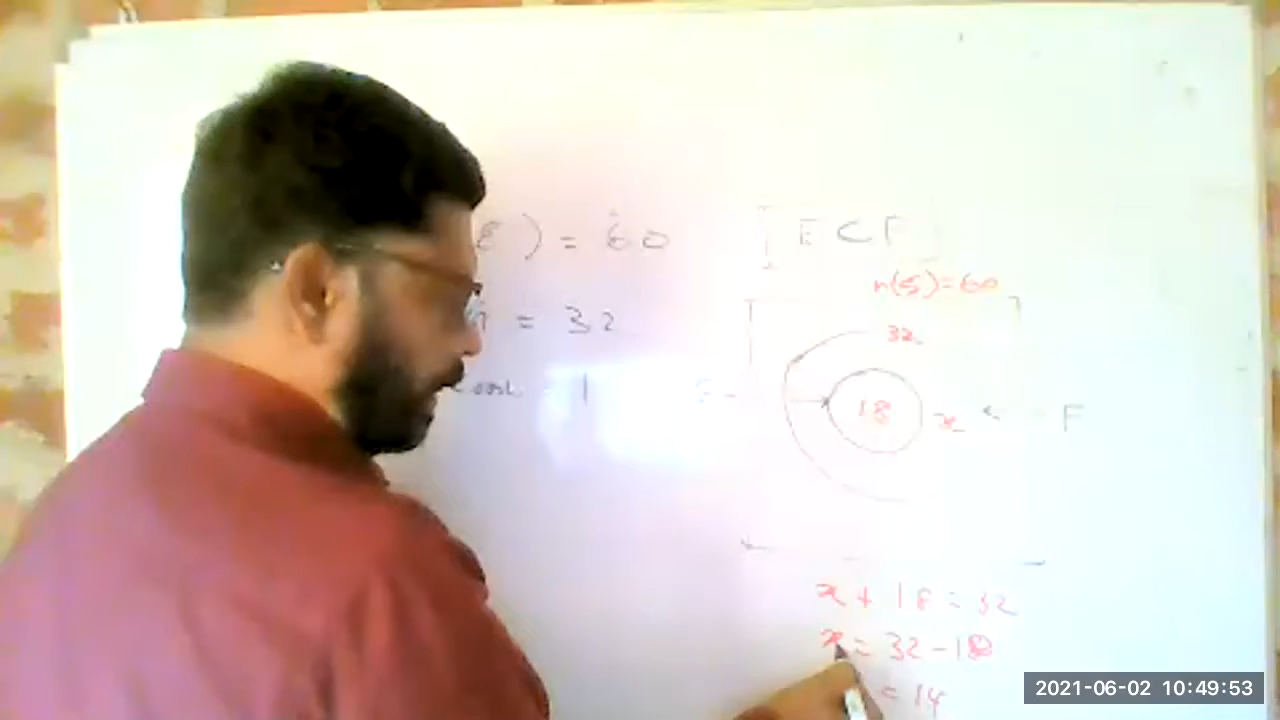 ε ) = 60
[ E C F ]
n(ε)=60
= 32
32
18
x
F
x + 18 = 32
x = 32 - 18
= 14
2021-06-02 10:49:53